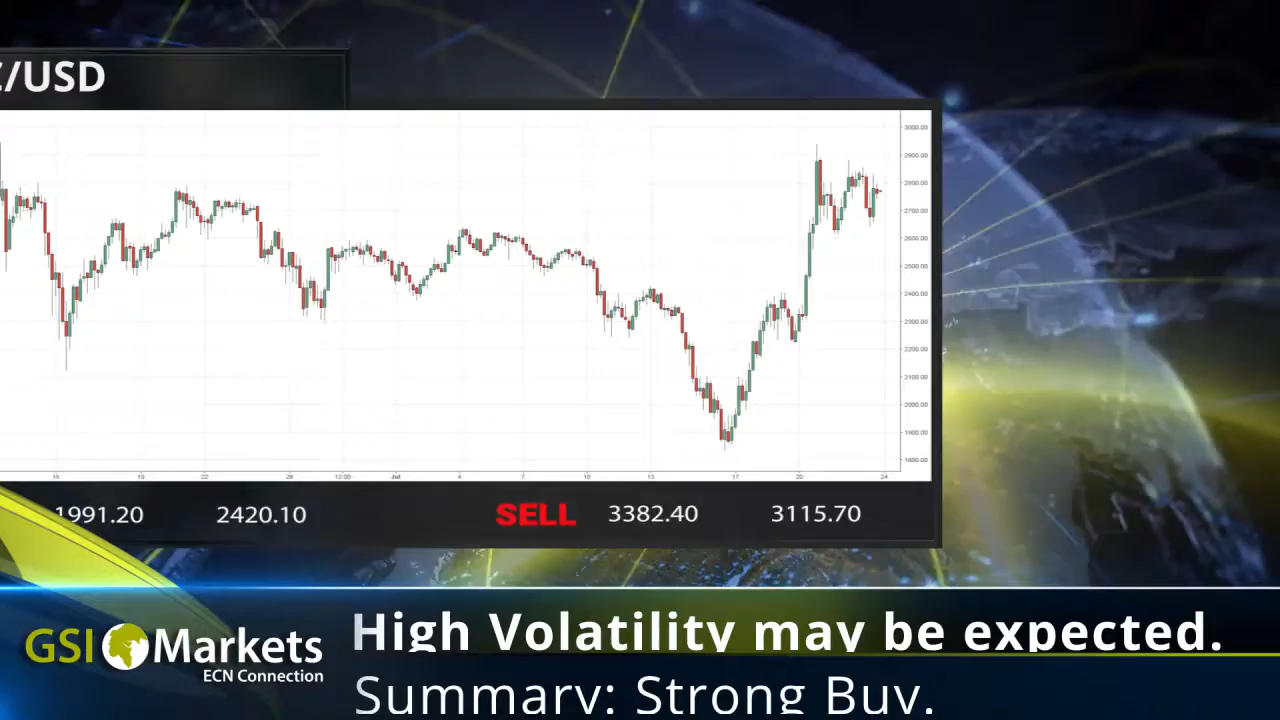 /USD
3000.00
2900.00
2800.00
2700.00
2600.00
2500.00
2400.00
2300.00
2200.00
2100.00
2000.00
1900.00
1800.00
15 19 22 26 12:00 Jul 4 7 10 13 17 20 24
1991.20 2420.10 SELL 3382.40 3115.70
GSI Markets
ECN Connection
High Volatility may be expected.
Summary: Strong Buy.